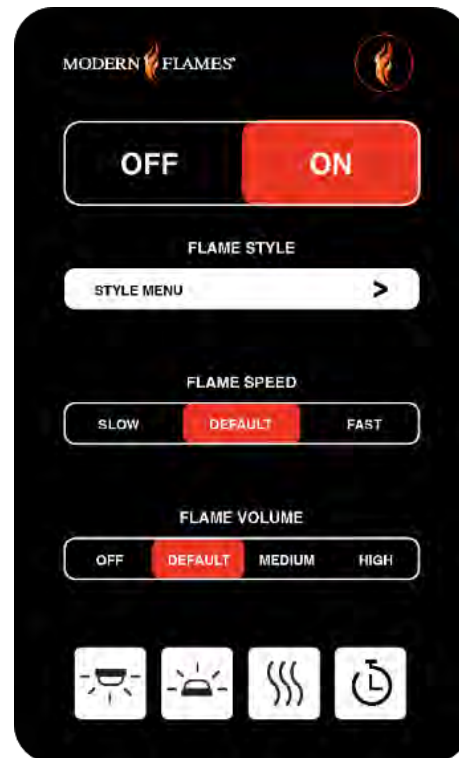 MODERN FLAMES®
OFF ON
FLAME STYLE
STYLE MENU >
FLAME SPEED
SLOW DEFAULT FAST
FLAME VOLUME
OFF DEFAULT MEDIUM HIGH